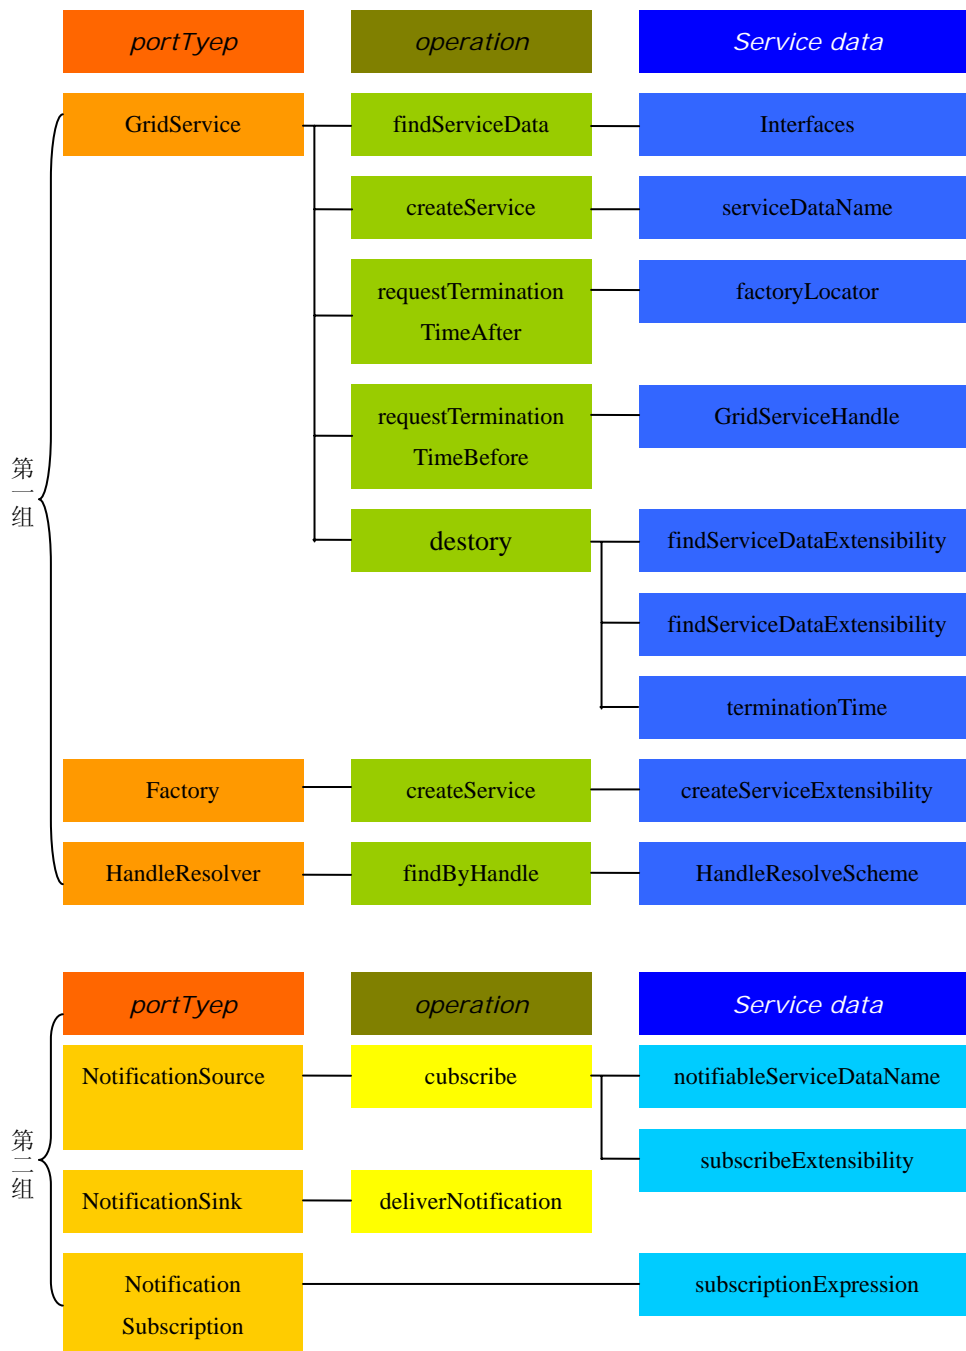 portTyep operation Service data
GridService findServiceData Interfaces
createService serviceDataName
requestTermination factoryLocator
TimeAfter
requestTermination GridServiceHandle
TimeBefore
第一组
destory findServiceDataExtensibility
findServiceDataExtensibility
terminationTime
Factory createService createServiceExtensibility
HandleResolver findByHandle HandleResolveScheme
portTyep operation Service data
NotificationSource cubscribe notifiableServiceDataName
第二组
subscribeExtensibility
NotificationSink deliverNotification
Notification subscriptionExpression
Subscription